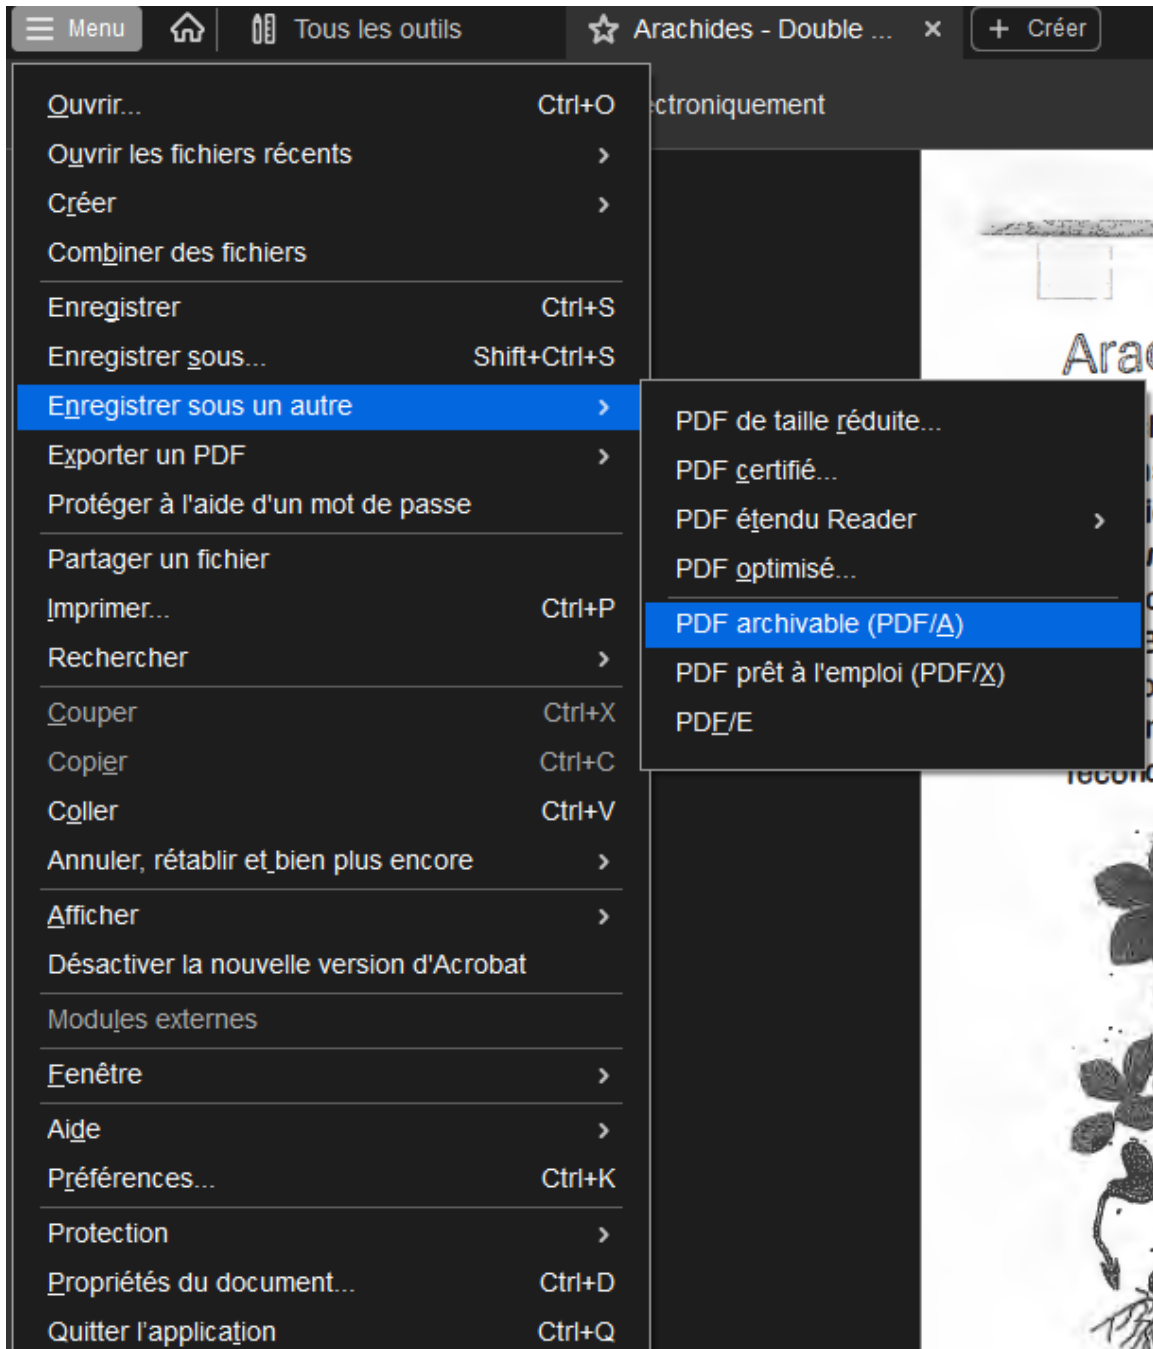 Menu
Tous les outils
Arachides - Double ...
Créer
ectroniquement
Ouvrir...
Ctrl+O
Ouvrir les fichiers récents
Créer
Combiner des fichiers
Enregistrer
Ctrl+S
Enregistrer sous...
Shift+Ctrl+S
Enregistrer sous un autre
Exporter un PDF
Protéger à l'aide d'un mot de passe
Partager un fichier
Imprimer...
Ctrl+P
Rechercher
Couper
Ctrl+X
Copier
Ctrl+C
Coller
Ctrl+V
Annuler, rétablir et bien plus encore
Afficher
Désactiver la nouvelle version d'Acrobat
Modules externes
Fenêtre
Aide
Préférences...
Ctrl+K
Protection
Propriétés du document...
Ctrl+D
Quitter l’application
Ctrl+Q
PDF de taille réduite...
PDF certifié...
PDF étendu Reader
PDF optimisé...
PDF archivable (PDF/A)
PDF prêt à l'emploi (PDF/X)
PDF/E
Arac